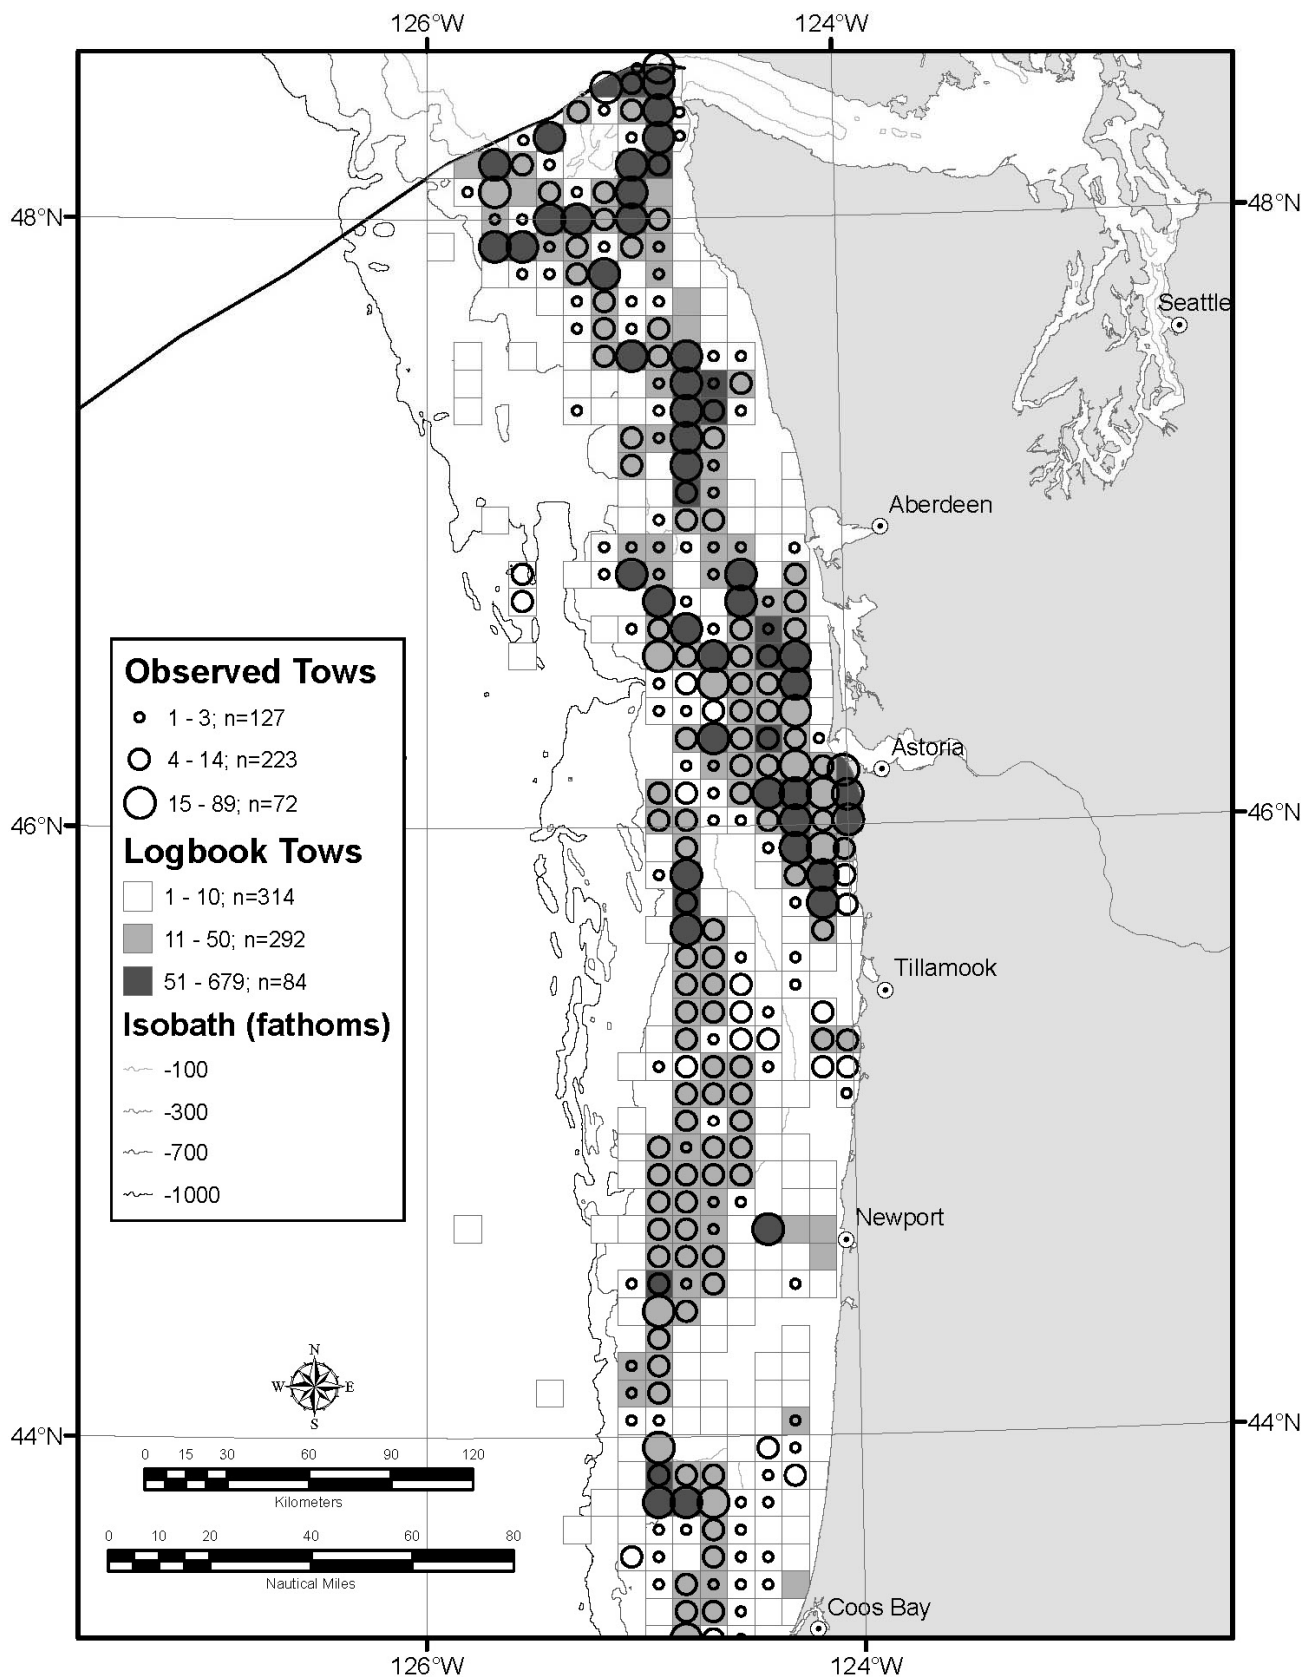 126°W 124°W
48°N 48°N
Seattle
Aberdeen
Observed Tows
1 - 3; n=127
4 - 14; n=223
15 - 89; n=72
Astoria
46°N 46°N
Logbook Tows
1 - 10; n=314
11 - 50; n=292
51 - 679; n=84
Tillamook
Isobath (fathoms)
-100
-300
-700
-1000
Newport
N
W E
S
44°N 44°N
0 15 30 60 90 120
Kilometers
0 10 20 40 60 80
Nautical Miles
Coos Bay
126°W 124°W